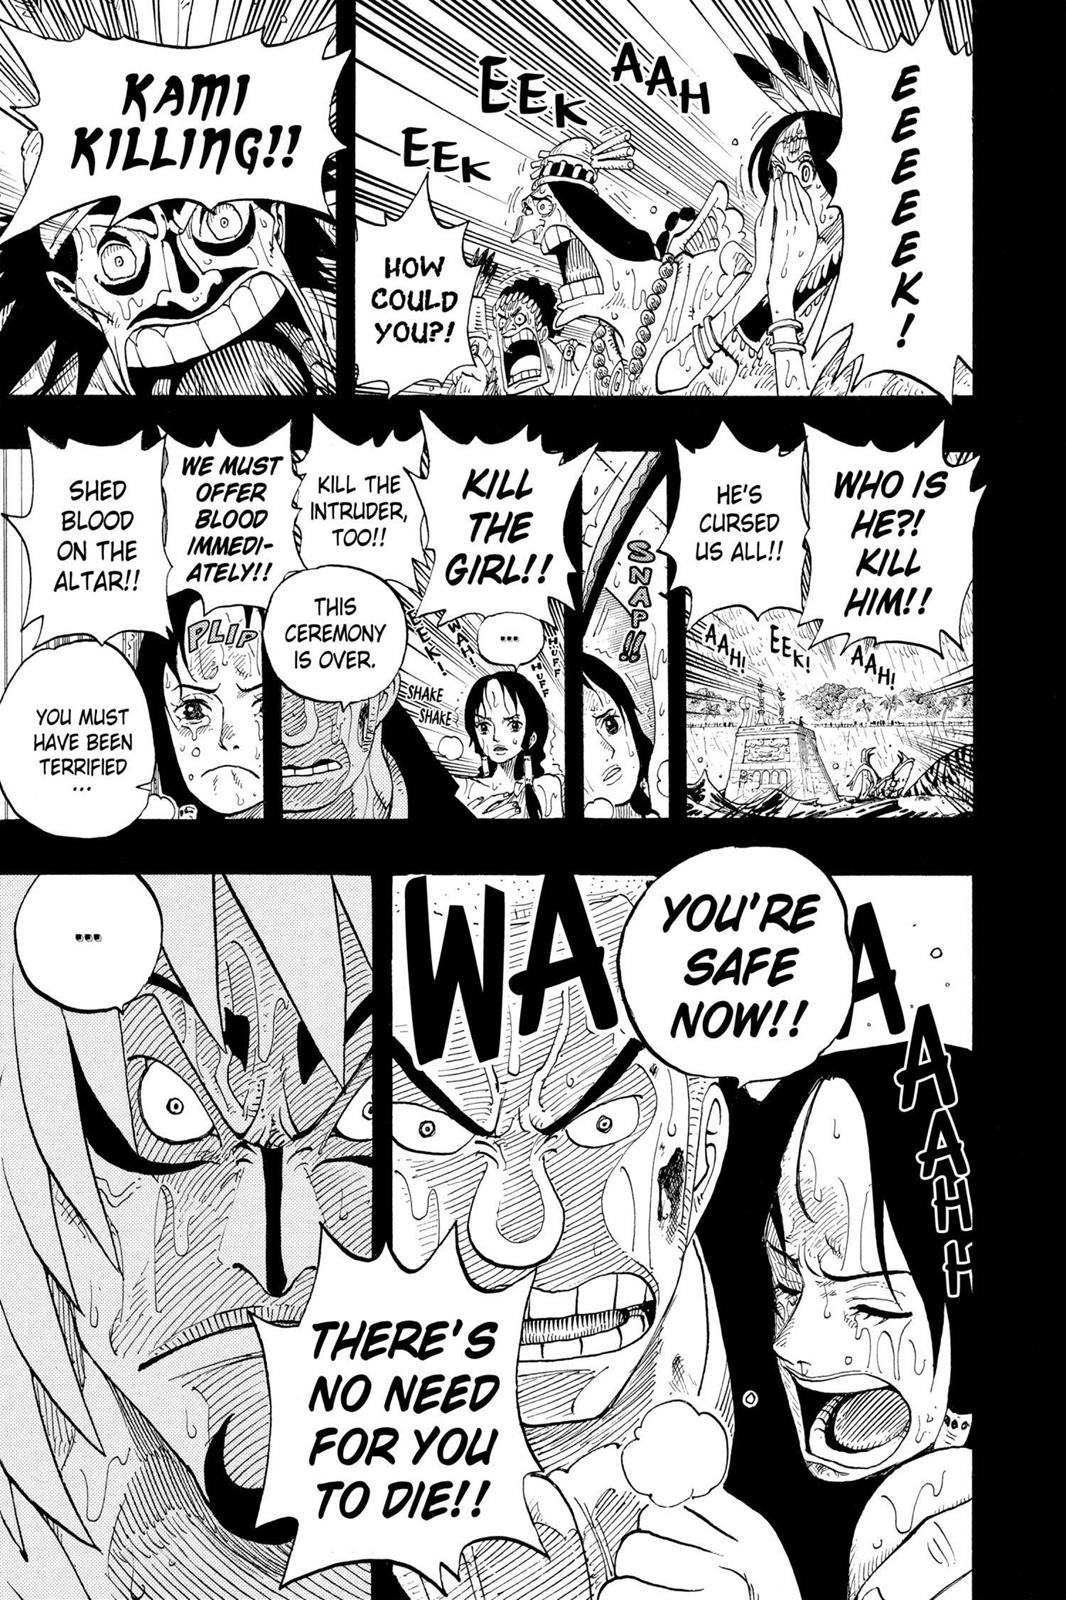 EEEEEEK!
AAH
EEK
EEK
HOW
COULD
YOU?!
KAMI
KILLING!!
WHO IS
HE?!
KILL
HIM!!
HE'S
CURSED
US ALL!!
AAH!
EEK!
AAH!
SNAP!!
KILL
THE
GIRL!!
...
EEK!
WAH!
HUFF
HUFF
SHAKE
SHAKE
KILL THE
INTRUDER,
TOO!!
THIS
CEREMONY
IS OVER.
WE MUST
OFFER
BLOOD
IMMEDI-
ATELY!!
PLIP
SHED
BLOOD
ON THE
ALTAR!!
YOU MUST
HAVE BEEN
TERRIFIED
...
YOU'RE
SAFE
NOW!!
WAAAAHH
THERE'S
NO NEED
FOR YOU
TO DIE!!
...